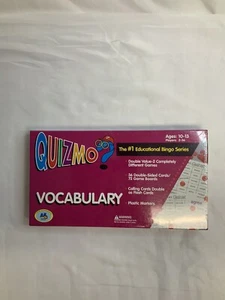 QUIZMO
Ages: 10-15
The #1 Educational Bingo Series
Double Value-2 Completely
Different Games
36 Double Sided Cards/
72 Game Boards
Calling Cards Double
as Flash Cards
Plastic Markers
VOCABULARY